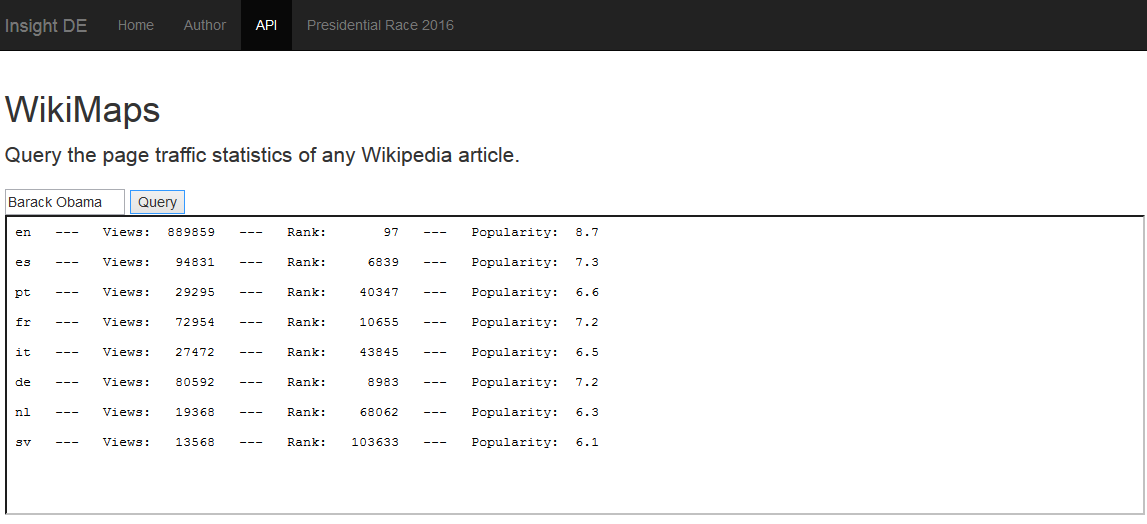 Insight DE Home Author API Presidential Race 2016
WikiMaps
Query the page traffic statistics of any Wikipedia article.
Barack Obama Query
en --- Views: 889859 --- Rank: 97 --- Popularity: 8.7
es --- Views: 94831 --- Rank: 6839 --- Popularity: 7.3
pt --- Views: 29295 --- Rank: 40347 --- Popularity: 6.6
fr --- Views: 72954 --- Rank: 10655 --- Popularity: 7.2
it --- Views: 27472 --- Rank: 43845 --- Popularity: 6.5
de --- Views: 80592 --- Rank: 8983 --- Popularity: 7.2
nl --- Views: 19368 --- Rank: 68062 --- Popularity: 6.3
sv --- Views: 13568 --- Rank: 103633 --- Popularity: 6.1